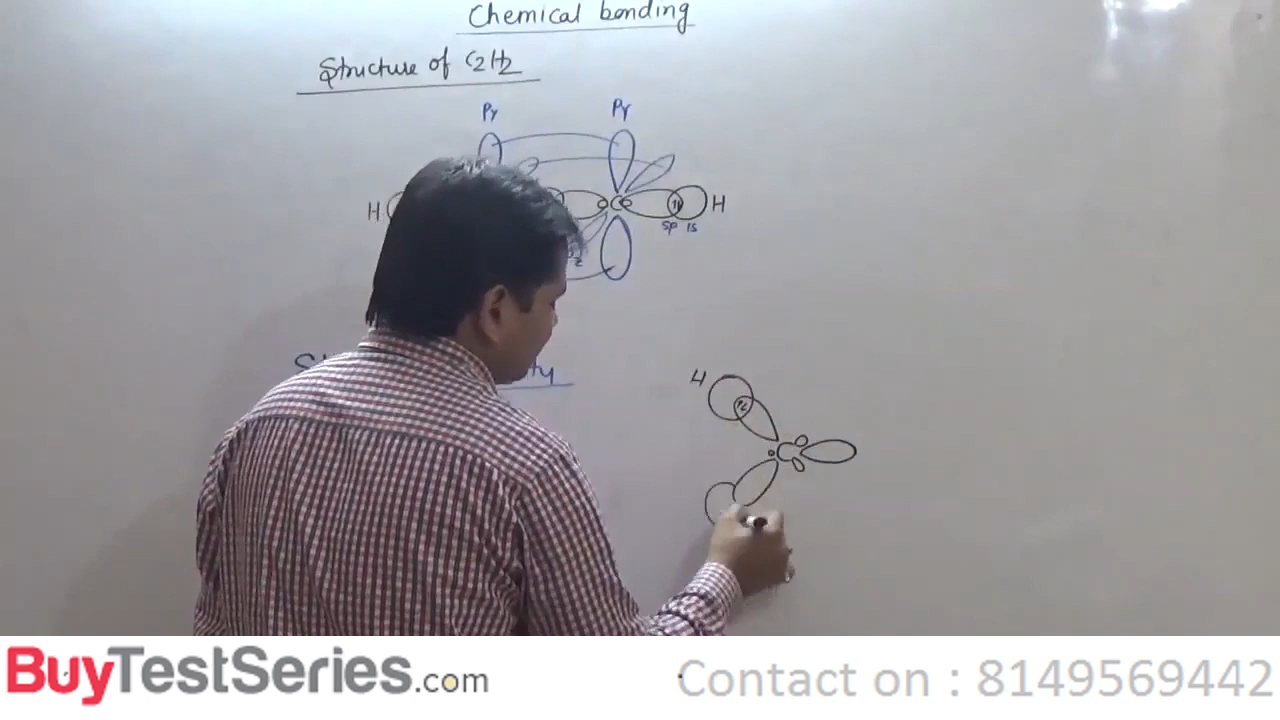 Chemical bonding
Structure of C2H2
Py Py
H C H
sp 1s
H
C
BuyTestSeries.com
Contact on : 8149569442